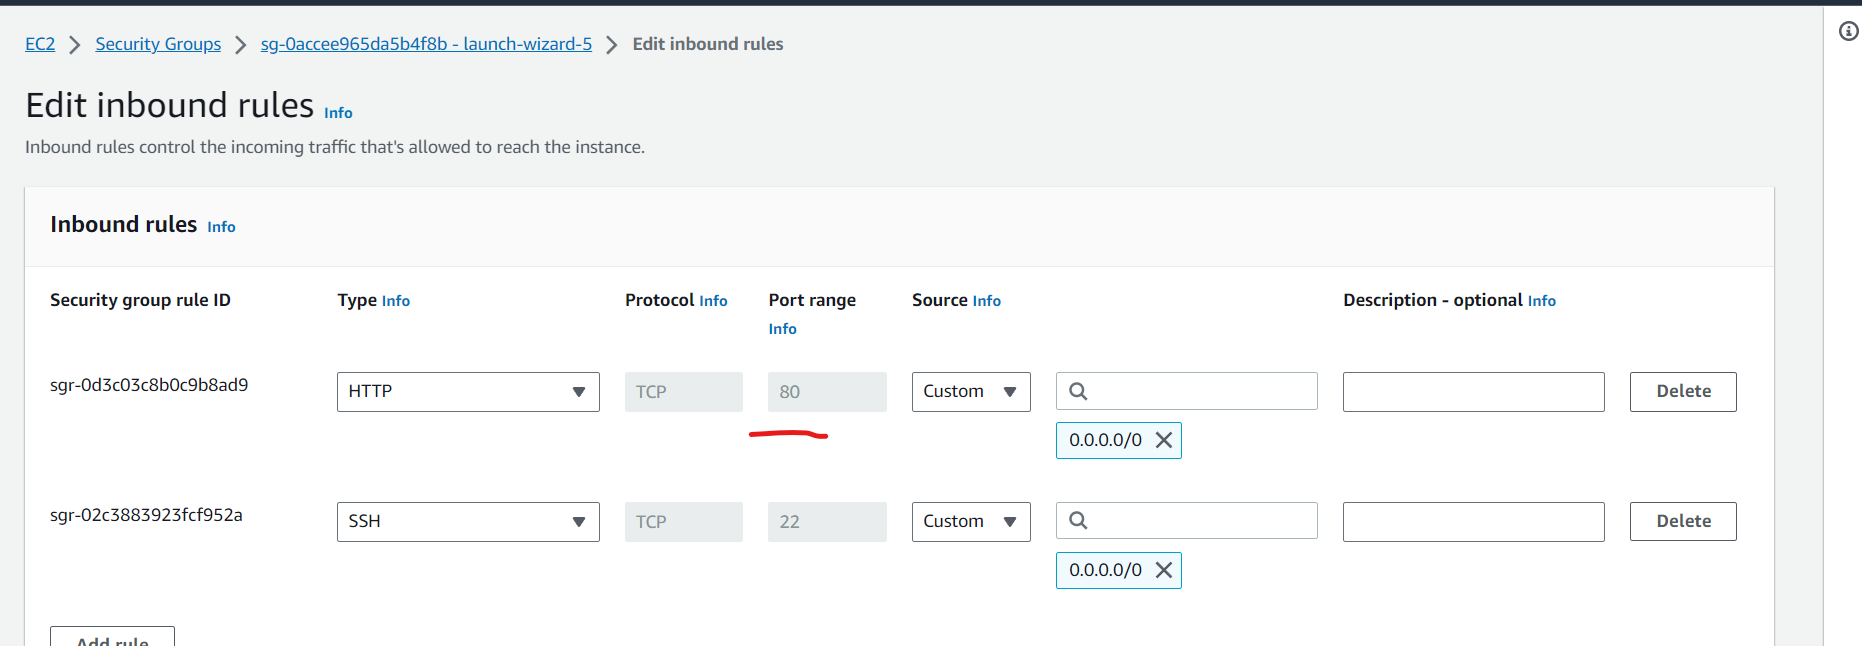 EC2 > Security Groups > sg-0accee965da5b4f8b - launch-wizard-5 > Edit inbound rules
Edit inbound rules Info
Inbound rules control the incoming traffic that's allowed to reach the instance.
Inbound rules Info
Security group rule ID Type Info Protocol Info Port range Info Source Info Description - optional Info
sgr-0d3c03c8b0c9b8ad9 HTTP TCP 80 Custom Delete
0.0.0.0/0
sgr-02c3883923fcf952a SSH TCP 22 Custom Delete
0.0.0.0/0
Add rule